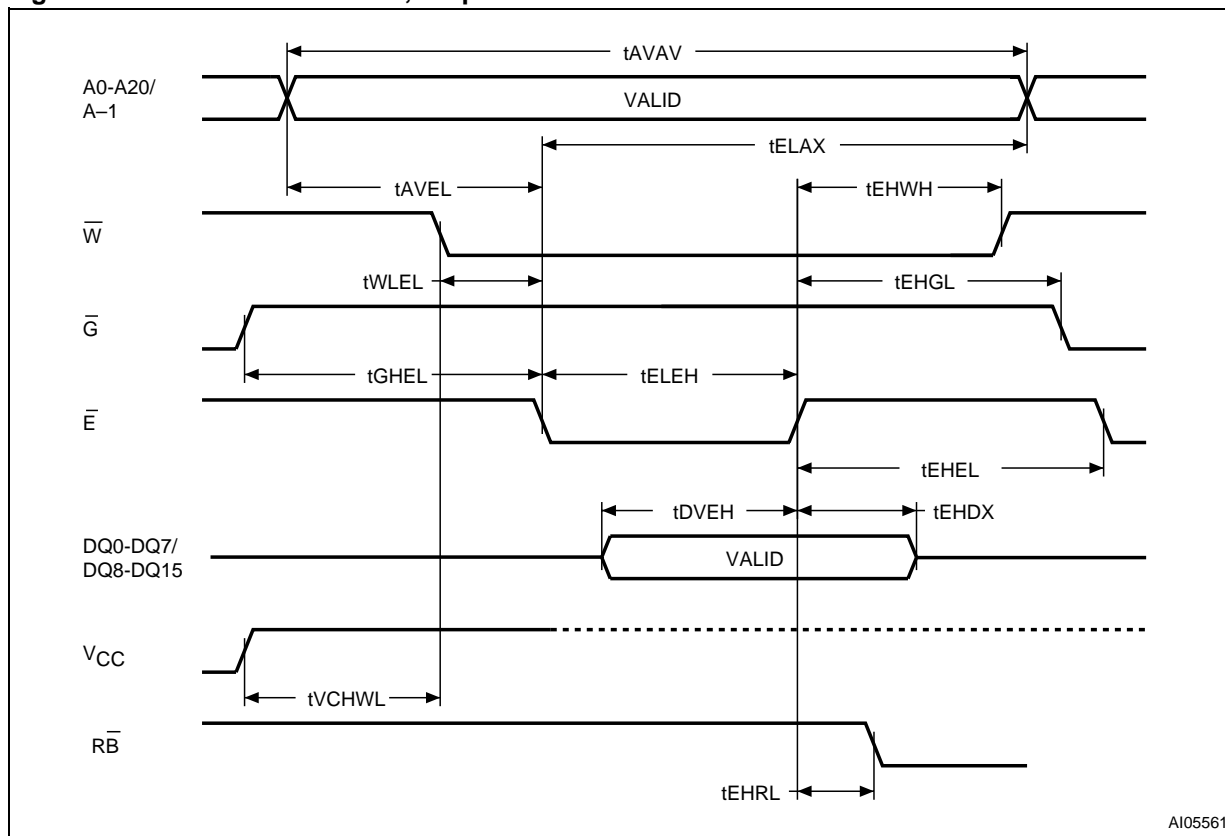 tAVAV
A0-A20/
A–1
VALID
tELAX
tAVEL
tEHWH
W̅
tWLEL
tEHGL
G̅
tGHEL
tELEH
E̅
tEHEL
tDVEH
tEHDX
DQ0-DQ7/
DQ8-DQ15
VALID
VCC
tVCHWL
RB̅
tEHRL
AI05561